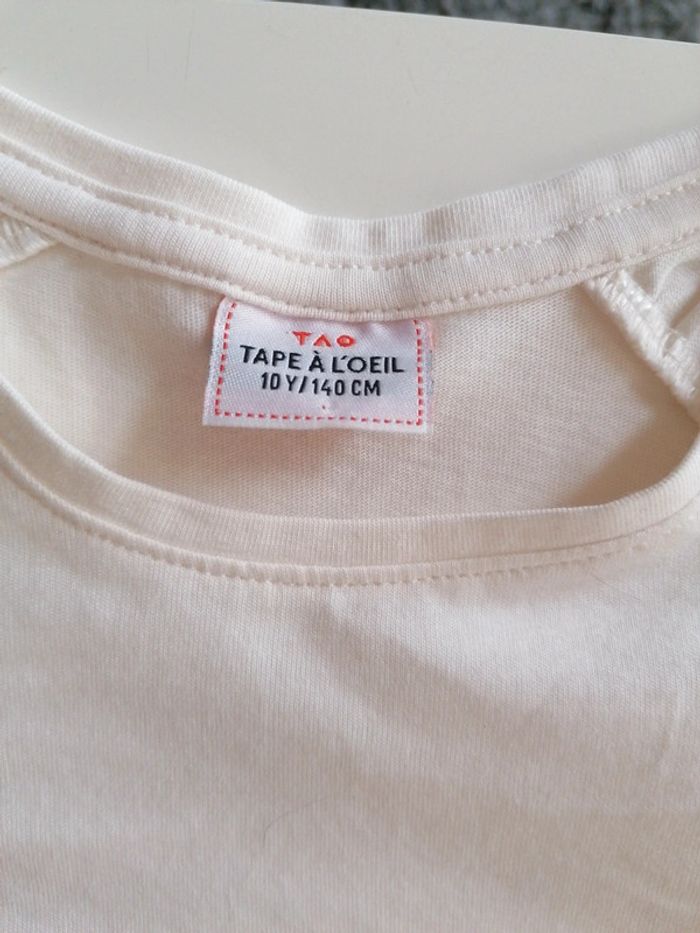 TAO
TAPE À L'OEIL
10 Y/140 CM